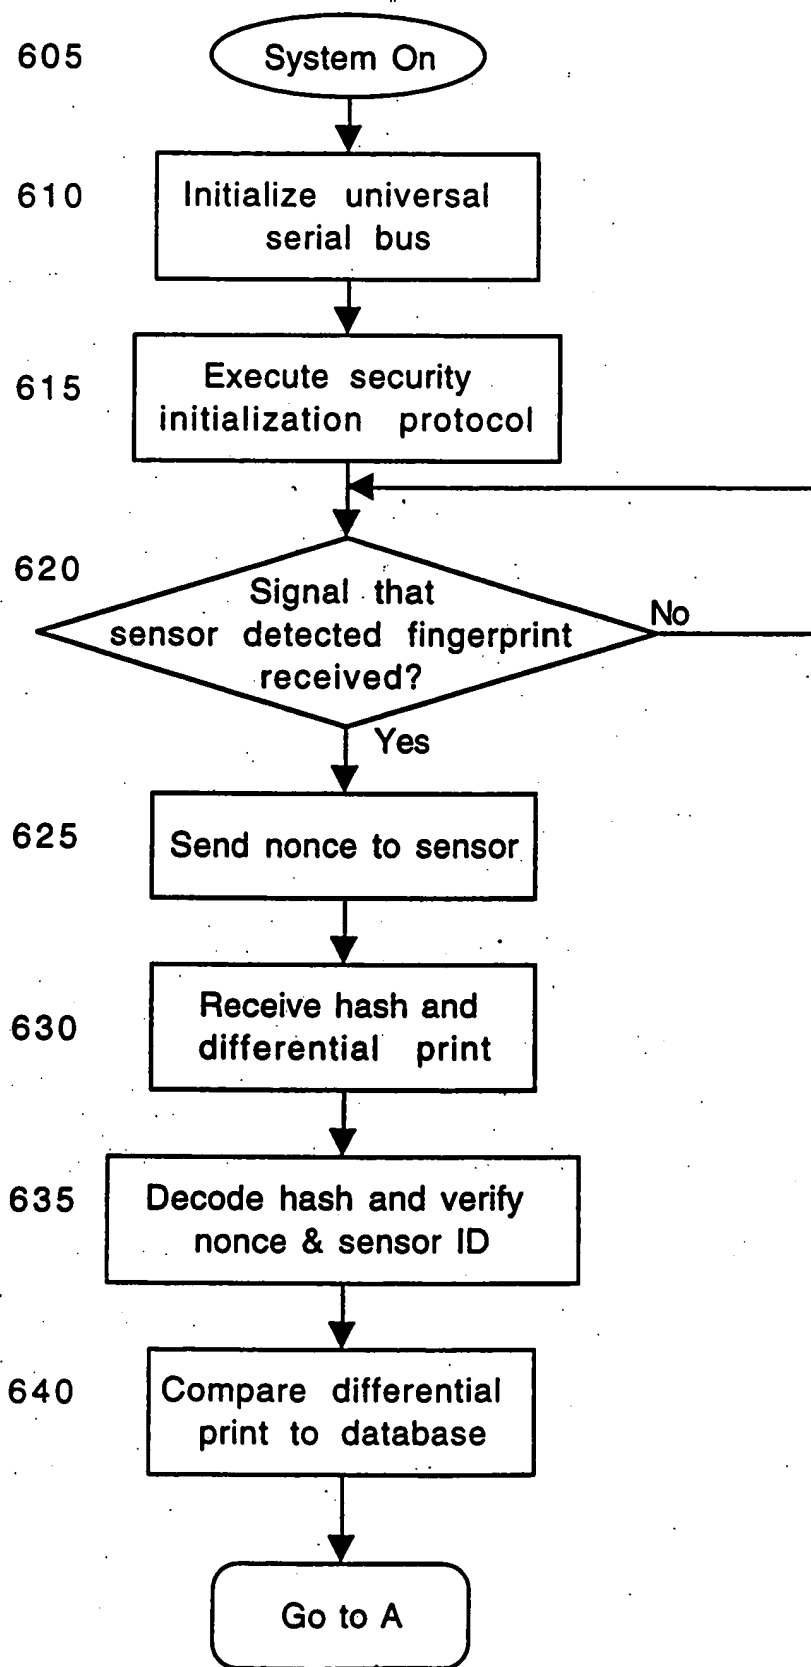 605
System On
610
Initialize universal
serial bus
615
Execute security
initialization protocol
620
Signal that
sensor detected fingerprint
received?
No
Yes
625
Send nonce to sensor
630
Receive hash and
differential print
635
Decode hash and verify
nonce & sensor ID
640
Compare differential
print to database
Go to A